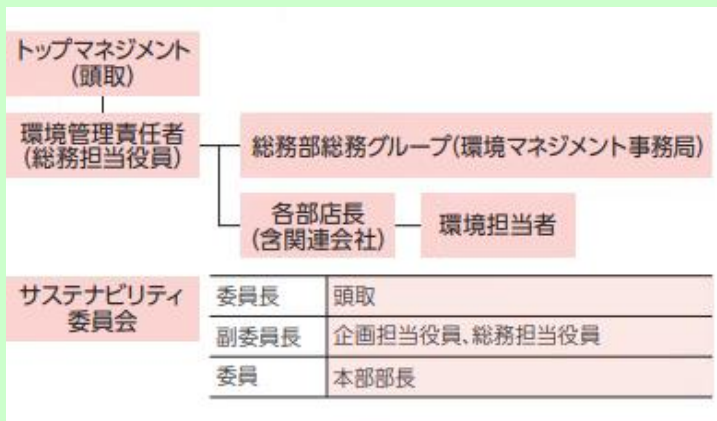 トップマネジメント
(頭取)
環境管理責任者
(総務担当役員)
総務部総務グループ(環境マネジメント事務局)
各部店長
(含関連会社)
環境担当者
サステナビリティ
委員会
委員長 頭取
副委員長 企画担当役員、総務担当役員
委員 本部部長